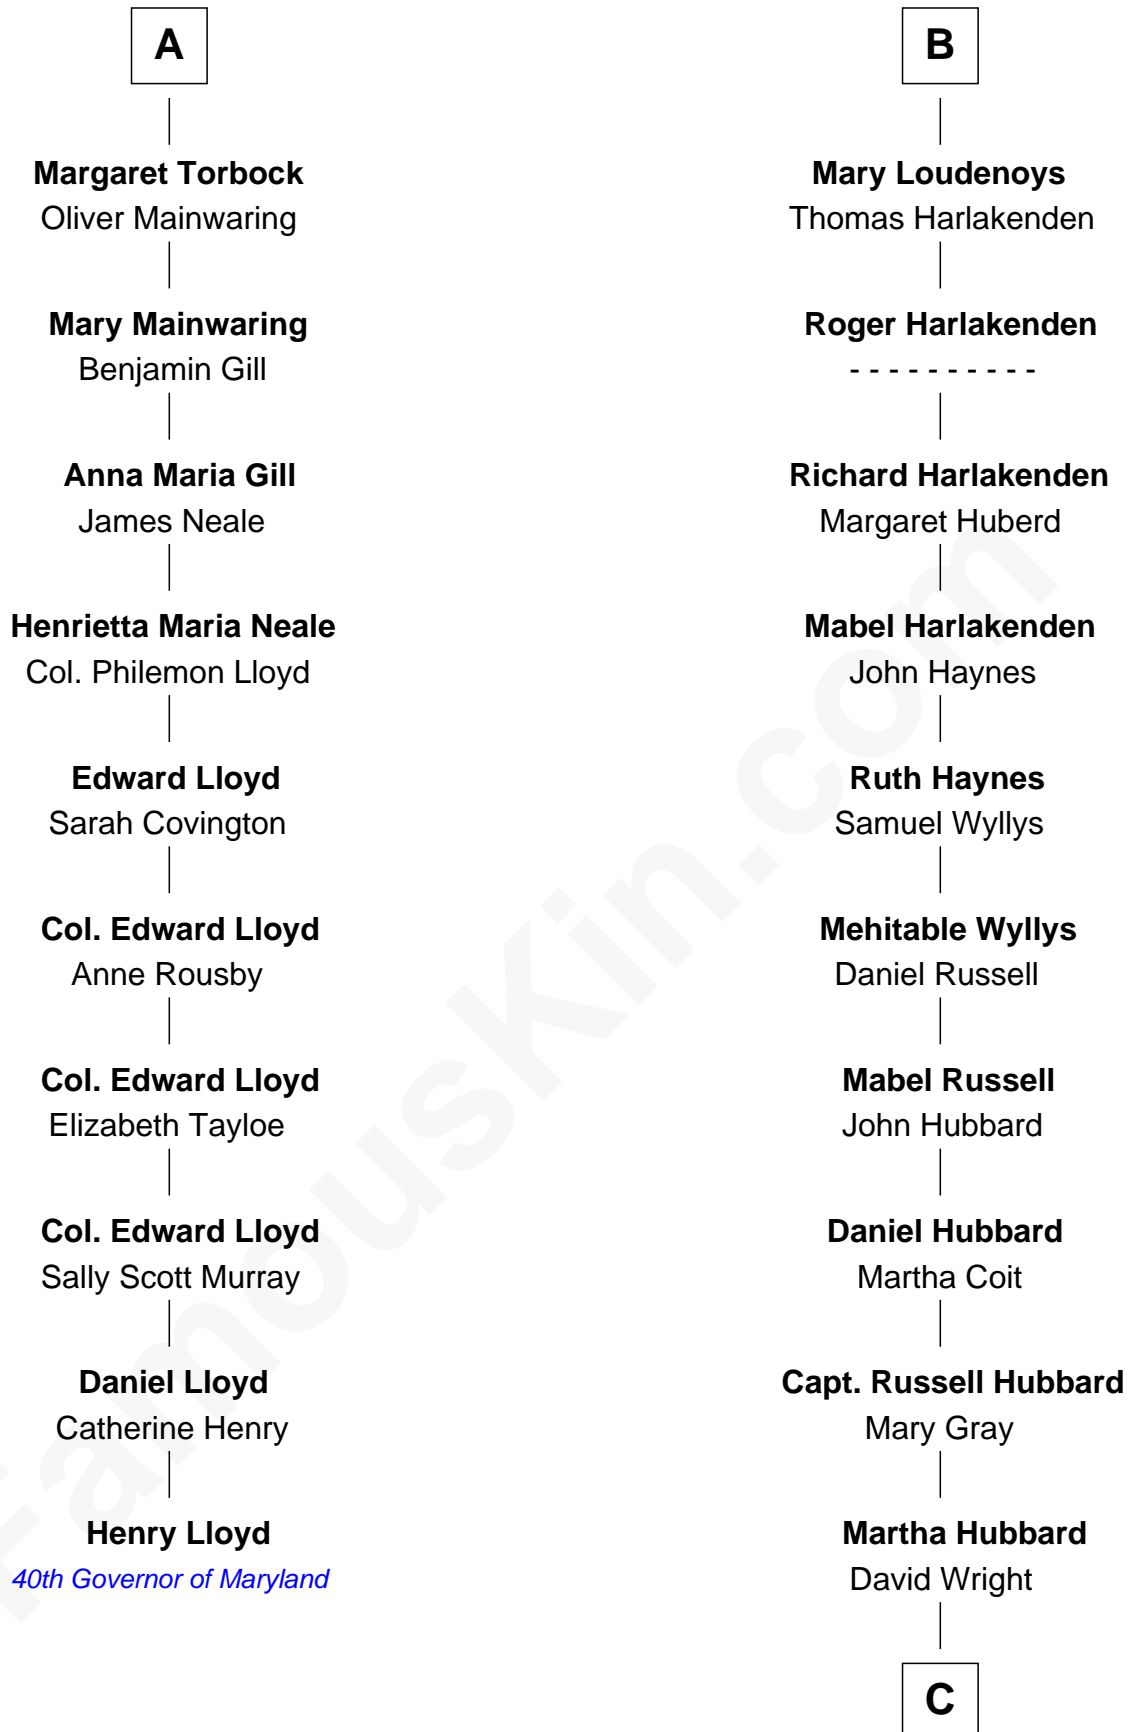 A
Margaret Torbock
Oliver Mainwaring
Mary Mainwaring
Benjamin Gill
Anna Maria Gill
James Neale
Henrietta Maria Neale
Col. Philemon Lloyd
Edward Lloyd
Sarah Covington
Col. Edward Lloyd
Anne Rousby
Col. Edward Lloyd
Elizabeth Tayloe
Col. Edward Lloyd
Sally Scott Murray
Daniel Lloyd
Catherine Henry
Henry Lloyd
40th Governor of Maryland
B
Mary Loudenoys
Thomas Harlakenden
Roger Harlakenden
- - - - - - - - - -
Richard Harlakenden
Margaret Huberd
Mabel Harlakenden
John Haynes
Ruth Haynes
Samuel Wyllys
Mehitable Wyllys
Daniel Russell
Mabel Russell
John Hubbard
Daniel Hubbard
Martha Coit
Capt. Russell Hubbard
Mary Gray
Martha Hubbard
David Wright
C
FamousKin.com